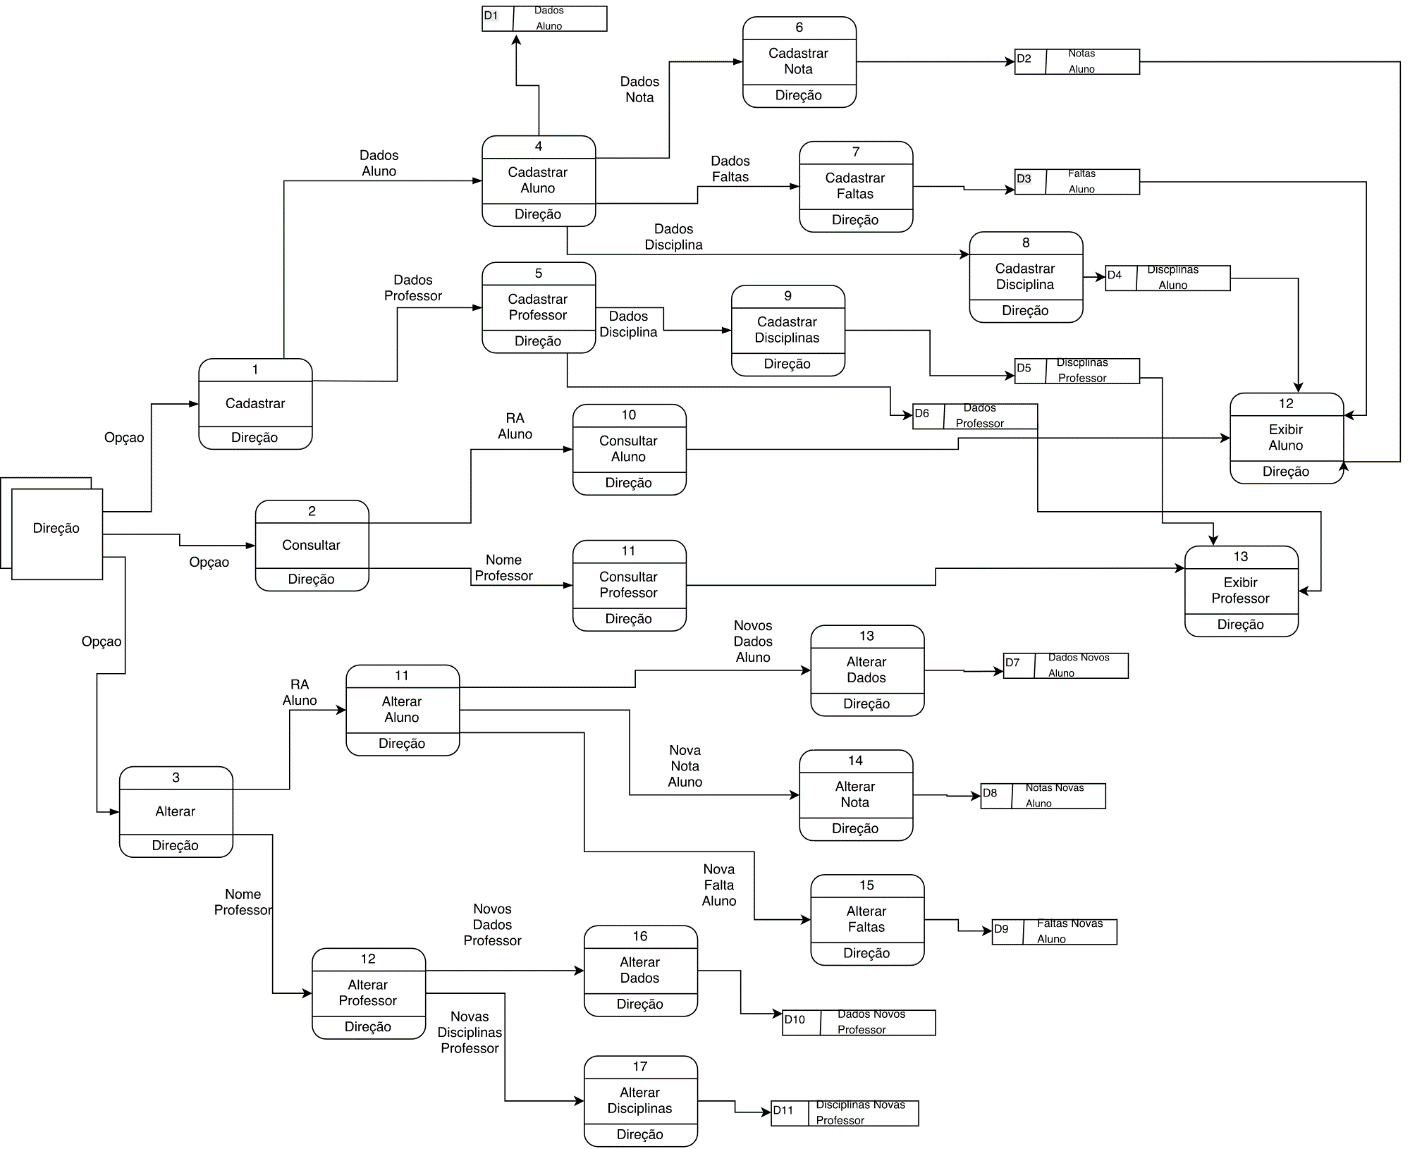 D1
Dados
Aluno
6
Cadastrar
Nota
Direção
D2
Notas
Aluno
Dados
Nota
4
Cadastrar
Aluno
Direção
Dados
Aluno
Dados
Faltas
7
Cadastrar
Faltas
Direção
D3
Faltas
Aluno
Dados
Disciplina
8
Cadastrar
Disciplina
Direção
D4
Discplinas
Aluno
Dados
Professor
5
Cadastrar
Professor
Direção
Dados
Disciplina
9
Cadastrar
Disciplinas
Direção
D5
Discplinas
Professor
1
Cadastrar
Direção
Opçao
D6
Dados
Professor
RA
Aluno
10
Consultar
Aluno
Direção
12
Exibir
Aluno
Direção
Direção
2
Consultar
Direção
Opçao
Nome
Professor
11
Consultar
Professor
Direção
13
Exibir
Professor
Direção
Opçao
Novos
Dados
Aluno
13
Alterar
Dados
Direção
D7
Dados Novos
Aluno
RA
Aluno
11
Alterar
Aluno
Direção
Nova
Nota
Aluno
14
Alterar
Nota
Direção
D8
Notas Novas
Aluno
3
Alterar
Direção
Nova
Falta
Aluno
15
Alterar
Faltas
Direção
D9
Faltas Novas
Aluno
Nome
Professor
Novos
Dados
Professor
16
Alterar
Dados
Direção
D10
Dados Novos
Professor
12
Alterar
Professor
Direção
Novas
Disciplinas
Professor
17
Alterar
Disciplinas
Direção
D11
Disciplinas Novas
Professor